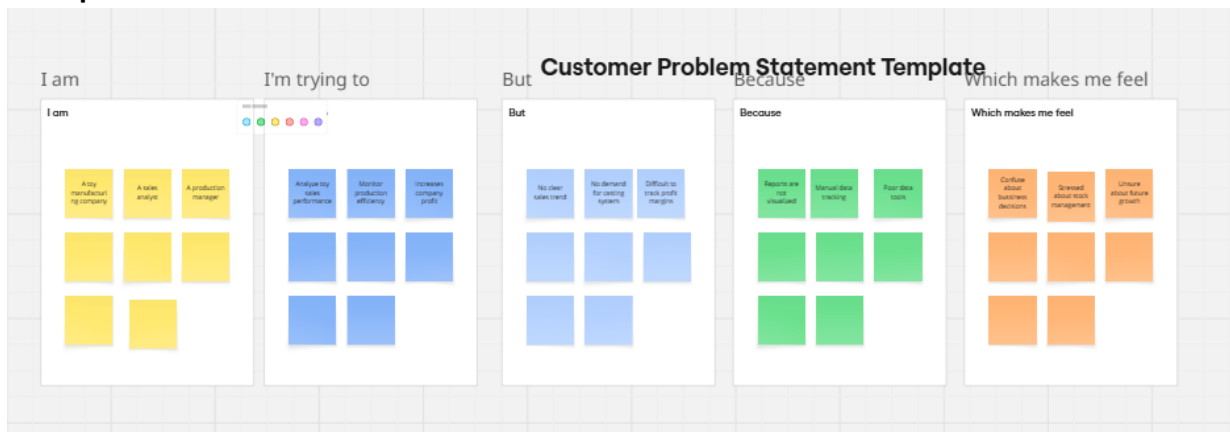 Customer Problem Statement Template
I am
I'm trying to
But
Because
Which makes me feel
I am
But
Because
Which makes me feel
A toy
manufacturi
ng company
A sales
analyst
A production
manager
Analyze toy
sales
performance
Monitor
production
efficiency
Increases
company
profit
No clear
sales trend
No demand
for casting
system
Difficult to
track profit
margins
Reports are
not
visualized
Manual data
tracking
Poor data
tools
Confuse
about
bussiness
decisions
Stressed
about stock
management
Unsure
about future
growth